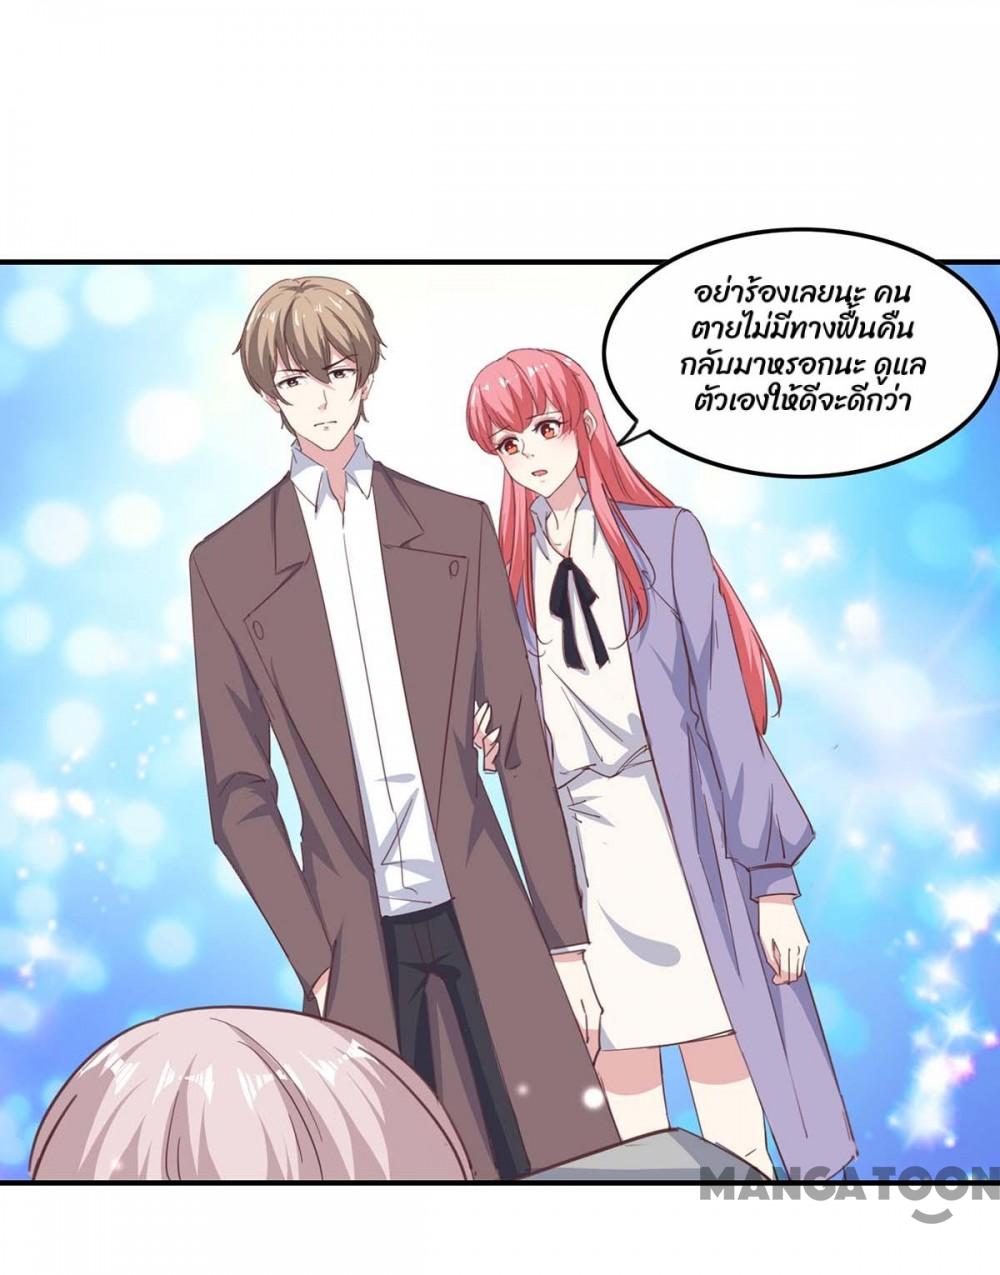 อย่าร้องเลยนะ คน
ตายไม่มีทางฟื้นคืน
กลับมาหรอกนะ ดูแล
ตัวเองให้ดีจะดีกว่า
MANGATOON